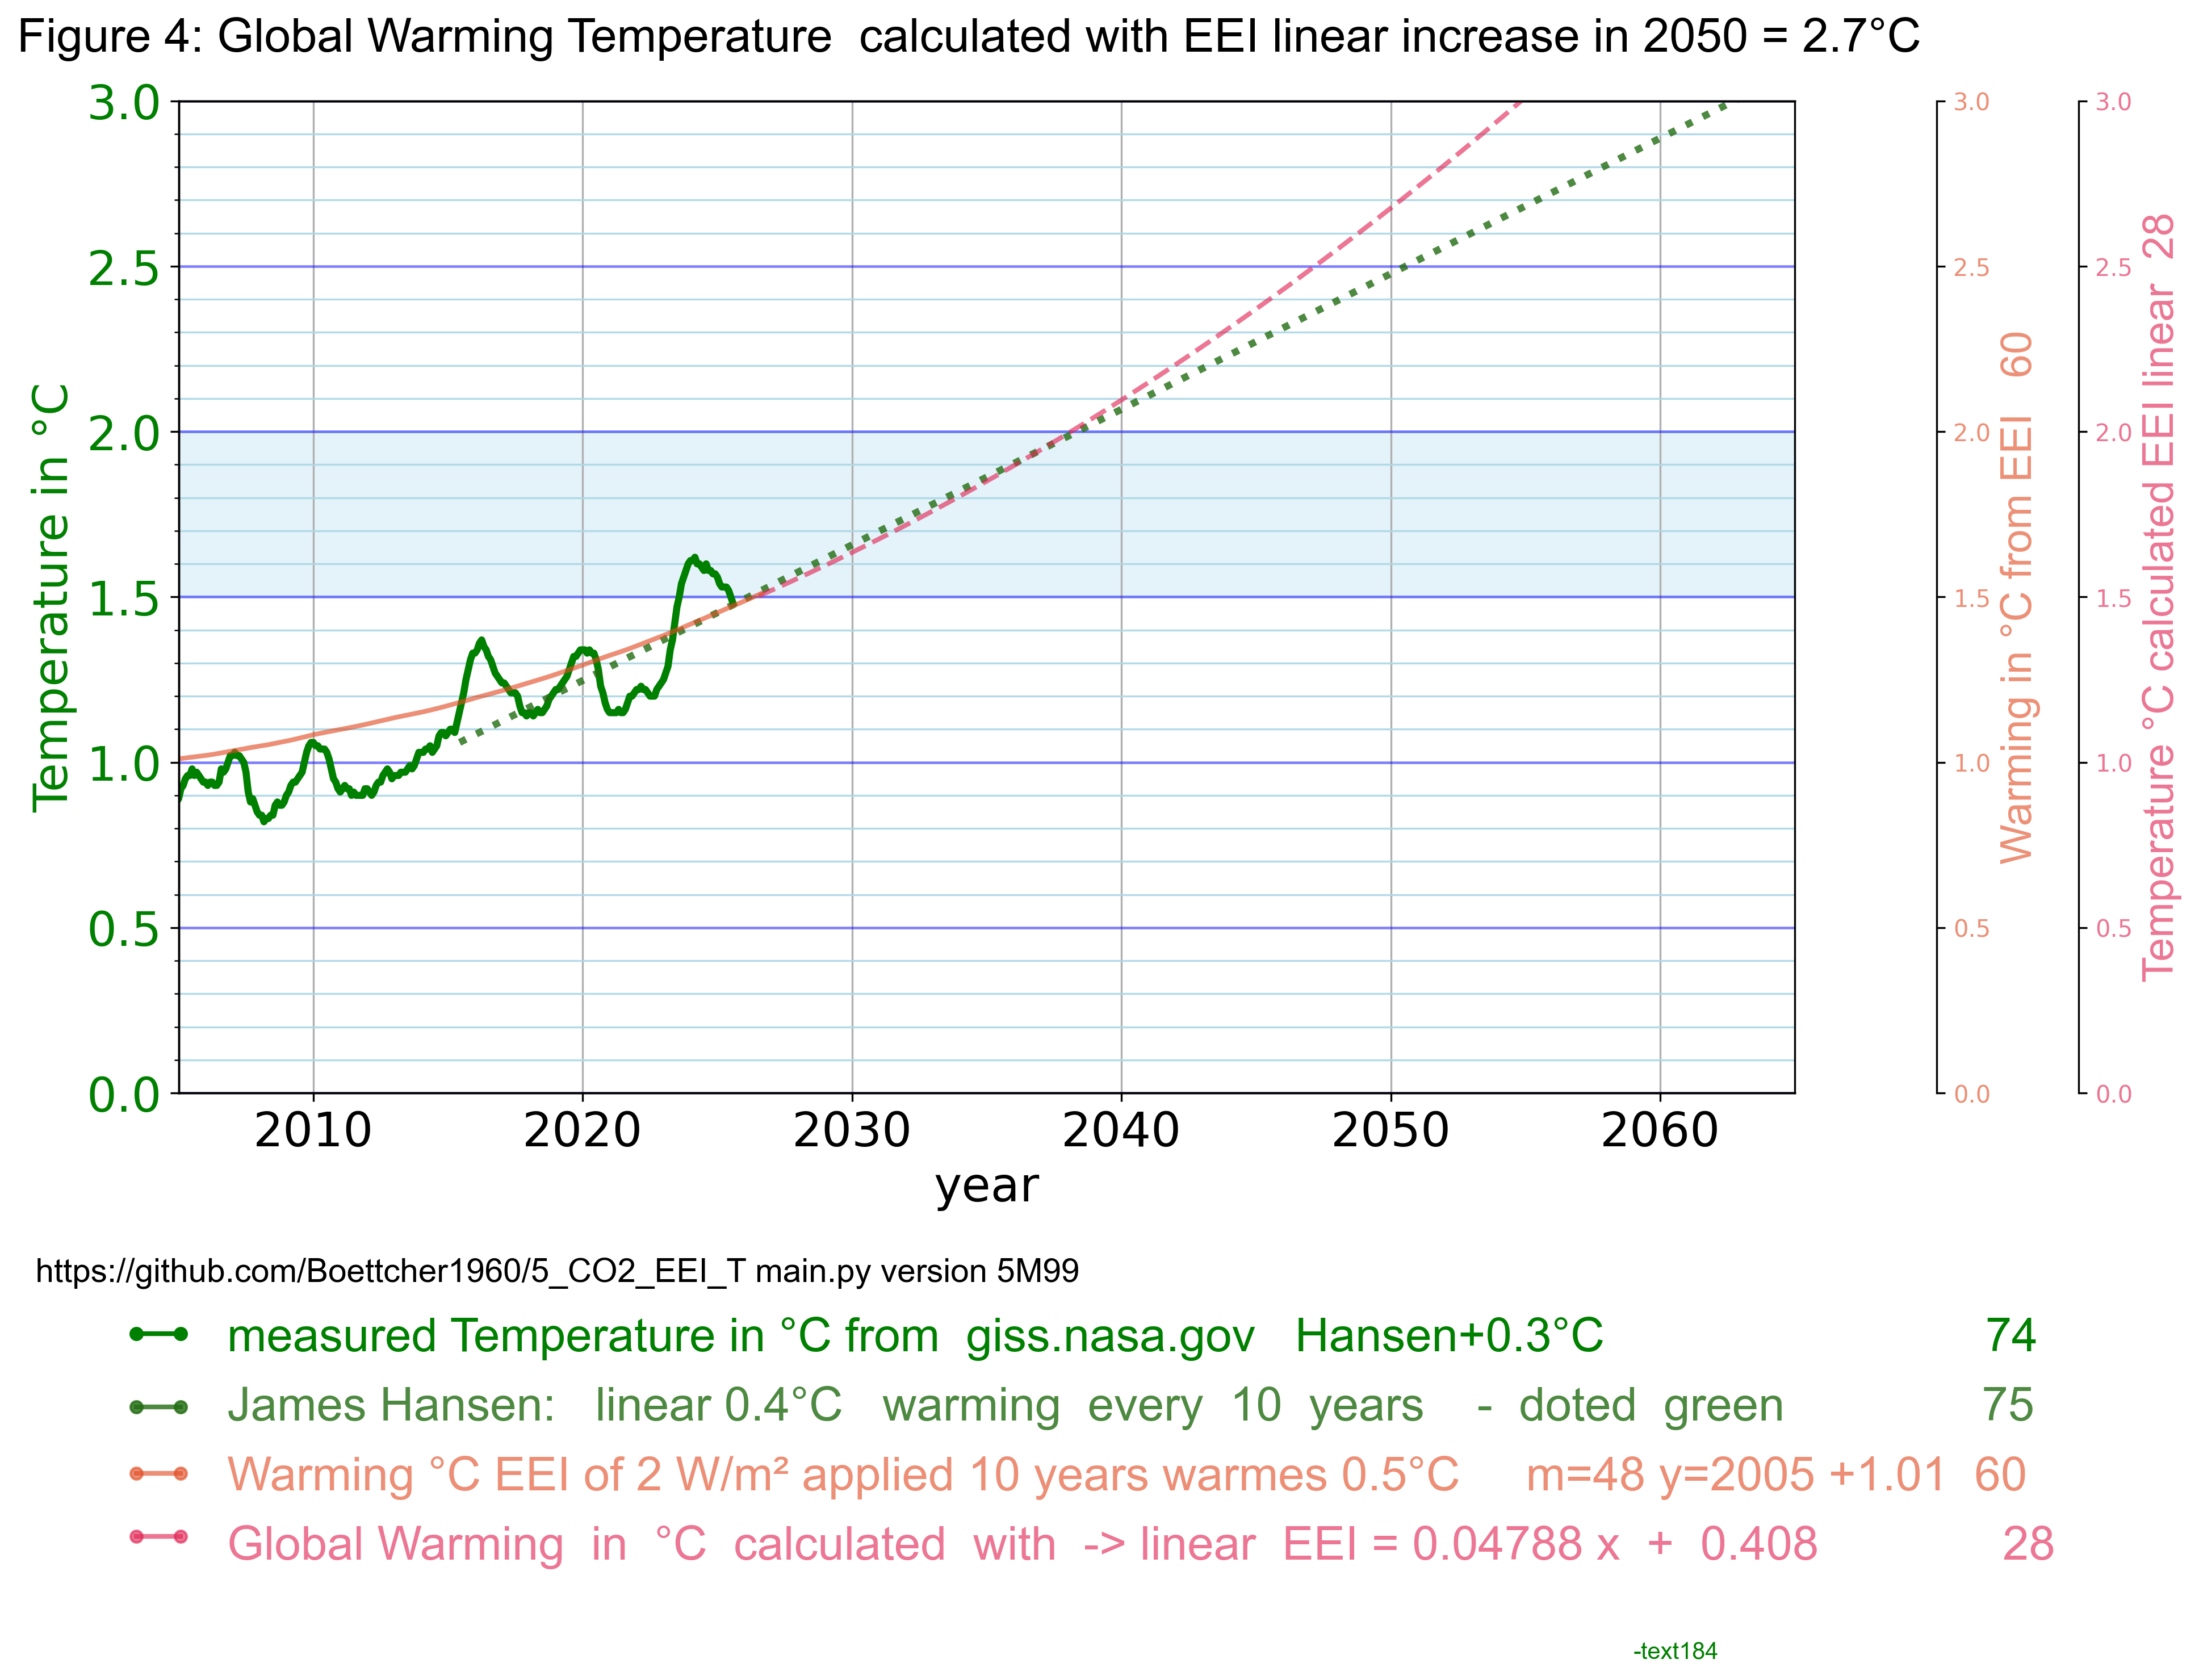 Figure 4: Global Warming Temperature  calculated with EEI linear increase in 2050 = 2.7°C
3.0
2.5
2.0
1.5
1.0
0.5
0.0
Temperature in °C
2010
2020
2030
2040
2050
2060
year
3.0
2.5
2.0
1.5
1.0
0.5
0.0
Warming in °C from EEI   60
3.0
2.5
2.0
1.5
1.0
0.5
0.0
Temperature °C calculated EEI linear  28
https://github.com/Boettcher1960/5_CO2_EEI_T main.py version 5M99
measured Temperature in °C from  giss.nasa.gov   Hansen+0.3°C   74
James Hansen:   linear 0.4°C   warming  every  10  years    -  doted  green   75
Warming °C EEI of 2 W/m² applied 10 years warmes 0.5°C     m=48 y=2005 +1.01  60
Global Warming  in  °C  calculated  with  -> linear  EEI = 0.04788 x  +  0.408   28
-text184